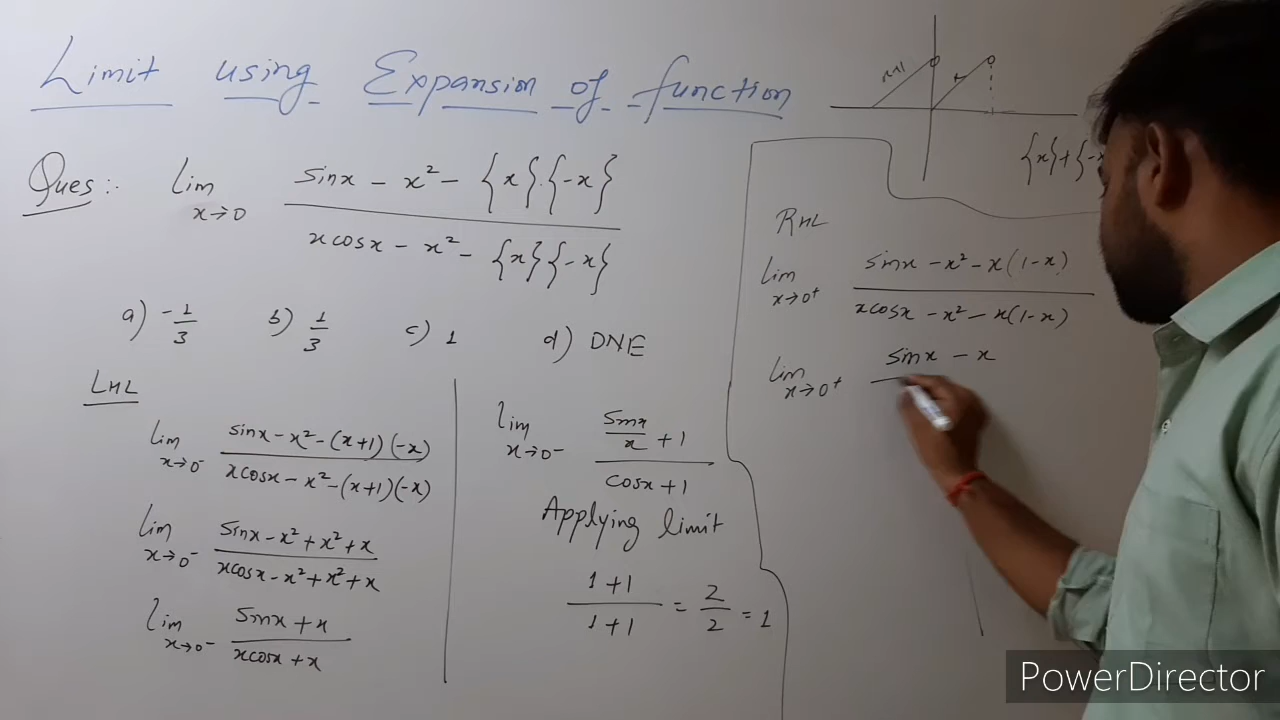 Limit using Expansion of function
Ques :- lim x→0 (sinx - x² - {x}.{-x}) / (xcosx - x² - {x}{-x})
a) -1/3 b) 1/3 c) 1 d) DNE
LHL
lim x→0⁻ (sinx - x² - (x+1)(-x)) / (xcosx - x² - (x+1)(-x))
lim x→0⁻ (sinx - x² + x² + x) / (xcosx - x² + x² + x)
lim x→0⁻ (sinx + x) / (xcosx + x)
lim x→0⁻ (sinx/x + 1) / (cosx + 1)
Applying limit
(1+1)/(1+1) = 2/2 = 1
x+1
x
{x}+{-x
RHL
lim x→0⁺ (sinx - x² - x(1-x)) / (xcosx - x² - x(1-x))
lim x→0⁺ sinx - x
PowerDirector